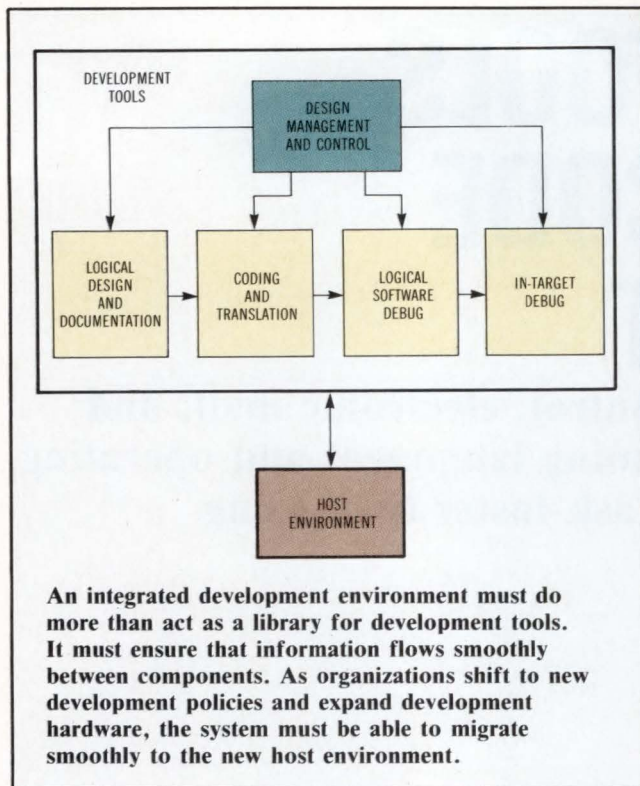 DEVELOPMENT
TOOLS
DESIGN
MANAGEMENT
AND CONTROL
LOGICAL
DESIGN
AND
DOCUMENTATION
CODING
AND
TRANSLATION
LOGICAL
SOFTWARE
DEBUG
IN-TARGET
DEBUG
HOST
ENVIRONMENT
An integrated development environment must do
more than act as a library for development tools.
It must ensure that information flows smoothly
between components. As organizations shift to new
development policies and expand development
hardware, the system must be able to migrate
smoothly to the new host environment.